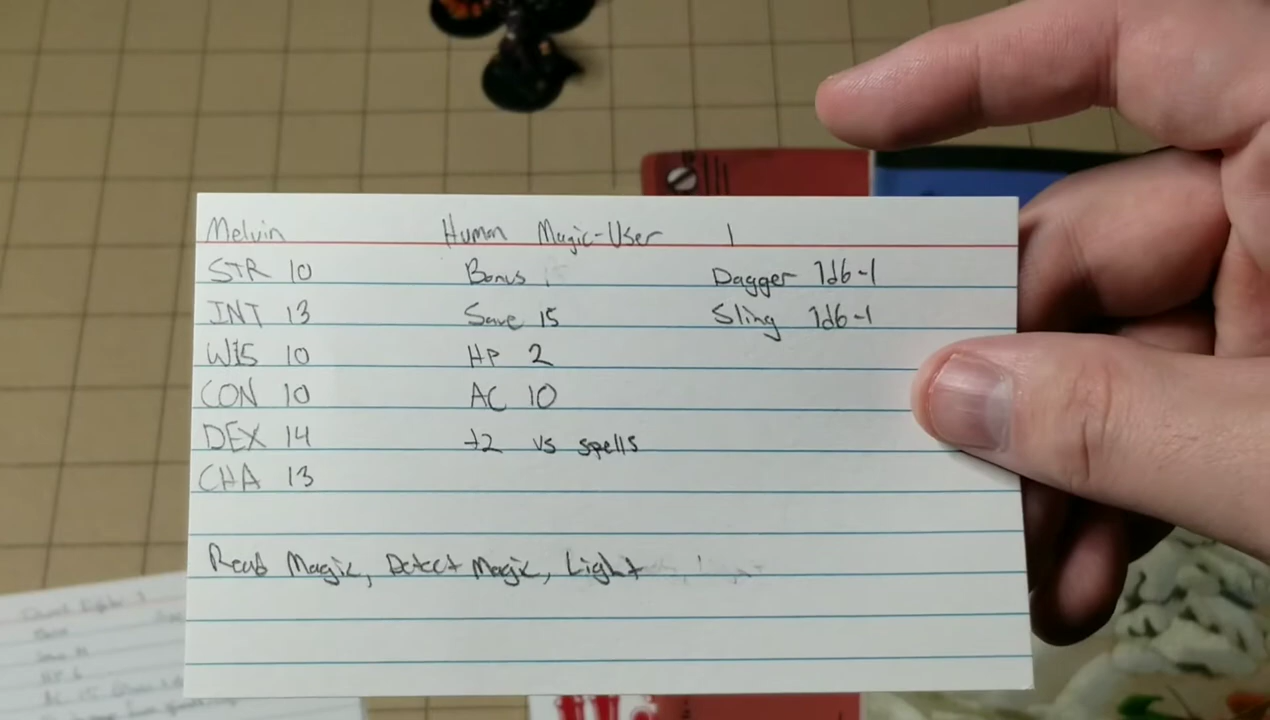 Melvin Human Magic-User 1
STR 10 Bonus Dagger 1d6-1
INT 13 Save 15 Sling 1d6-1
WIS 10 HP 2
CON 10 AC 10
DEX 14 +2 vs spells
CHA 13
Read Magic, Detect Magic, Light